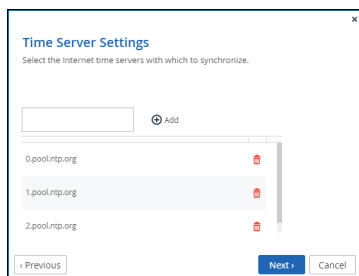 ×
Time Server Settings
Select the Internet time servers with which to synchronize.
Add
0.pool.ntp.org
1.pool.ntp.org
2.pool.ntp.org
‹ Previous
Next ›
Cancel